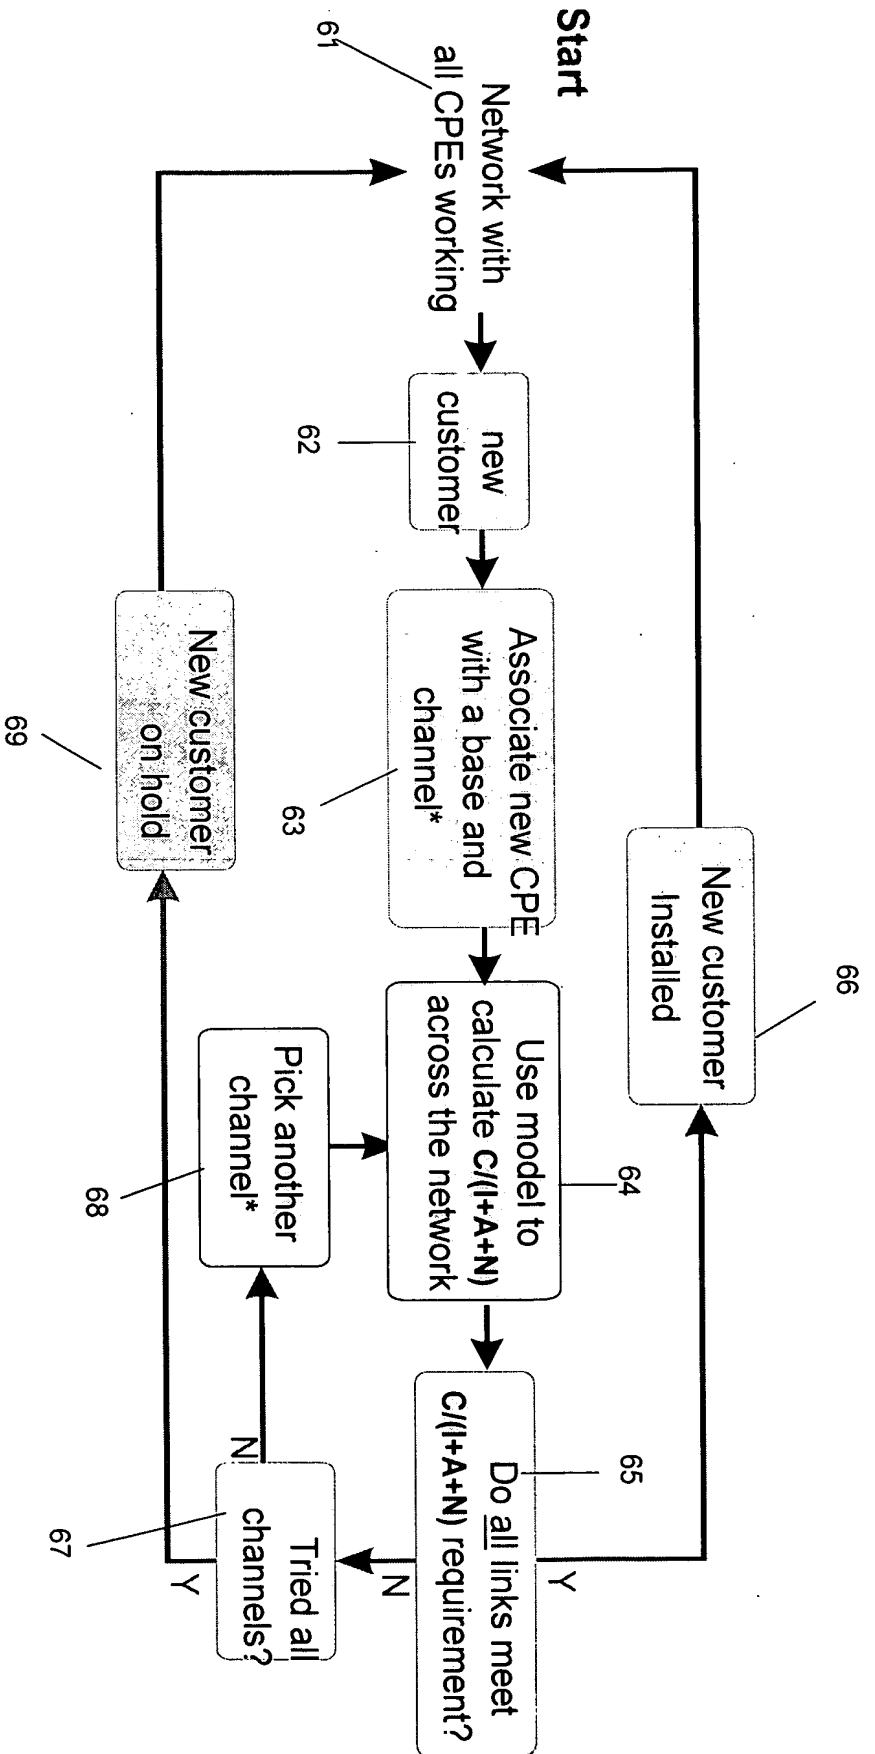 Start
61
Network with
all CPEs working
new
customer
62
Associate new CPE
with a base and
channel*
63
Use model to
calculate C/(I+A+N)
across the network
64
Do all links meet
C/(I+A+N) requirement?
65
Y
N
New customer
Installed
66
Tried all
channels?
67
N
Y
Pick another
channel*
68
New customer
on hold
69